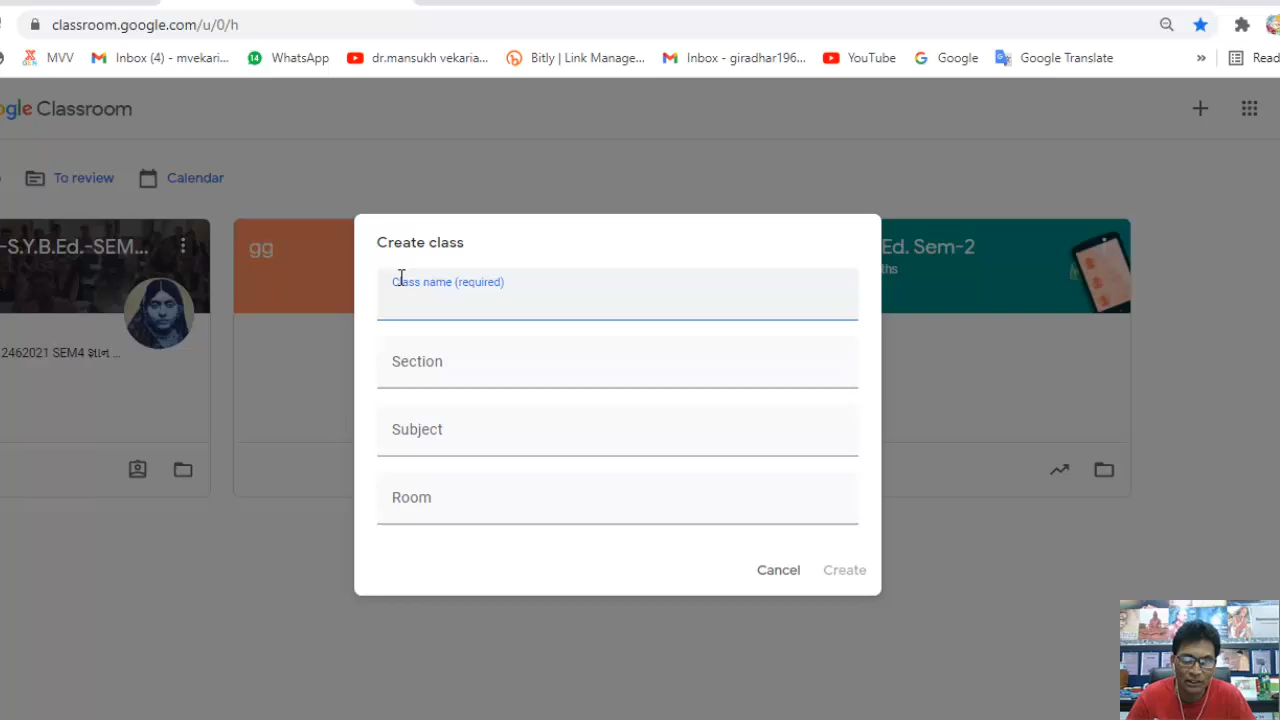 classroom.google.com/u/0/h
MVV
Inbox (4) - mvekari...
WhatsApp
dr.mansukh vekaria...
Bitly | Link Manage...
Inbox - giradhar196...
YouTube
Google
Google Translate
»
Read
ogle Classroom
To review
Calendar
-S.Y.B.Ed.-SEM...
gg
Ed. Sem-2
ths
2462021 SEM4
Create class
Class name (required)
Section
Subject
Room
Cancel
Create